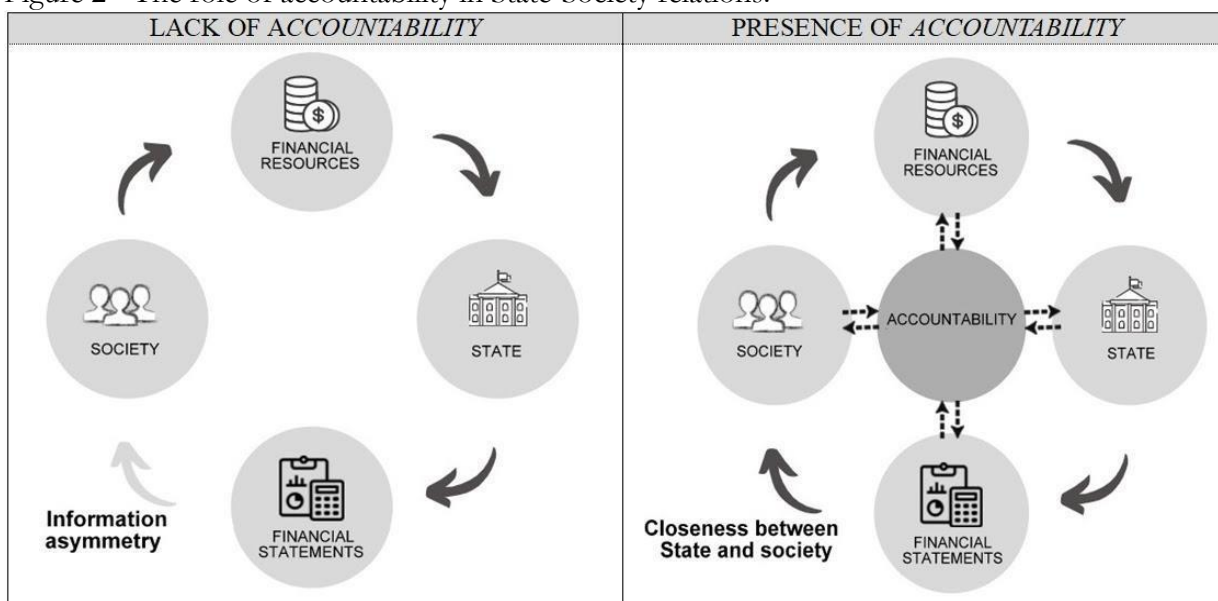 Figure 2 – The role of accountability in State-Society relations.
LACK OF ACCOUNTABILITY
FINANCIAL
RESOURCES
SOCIETY
STATE
Information
asymmetry
FINANCIAL
STATEMENTS
PRESENCE OF ACCOUNTABILITY
FINANCIAL
RESOURCES
SOCIETY
ACCOUNTABILITY
STATE
Closeness between
State and society
FINANCIAL
STATEMENTS